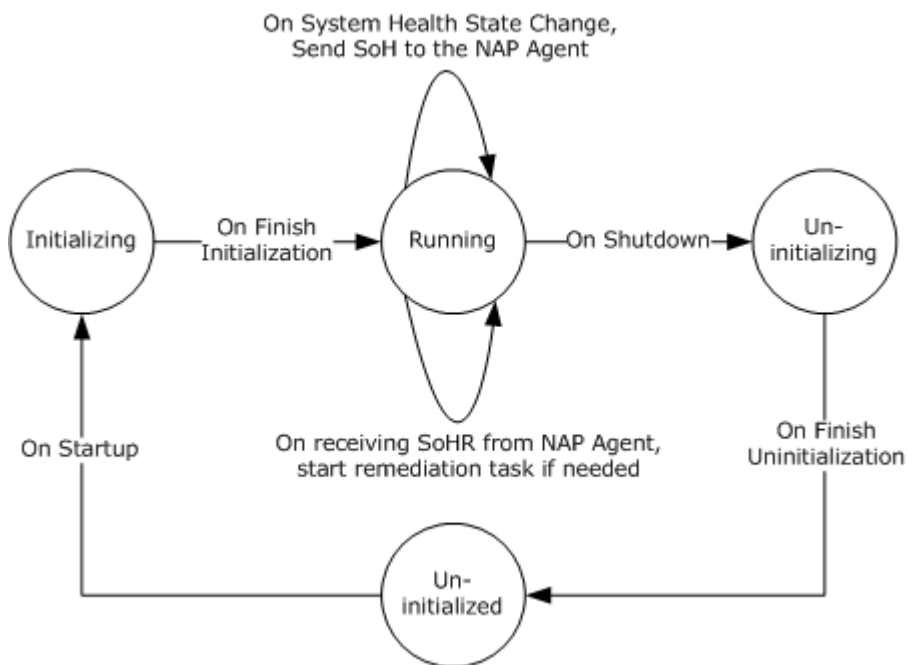 On System Health State Change,
Send SoH to the NAP Agent
Initializing
On Finish
Initialization
Running
On Shutdown
Un-
initializing
On Startup
On receiving SoHR from NAP Agent,
start remediation task if needed
On Finish
Uninitialization
Un-
initialized